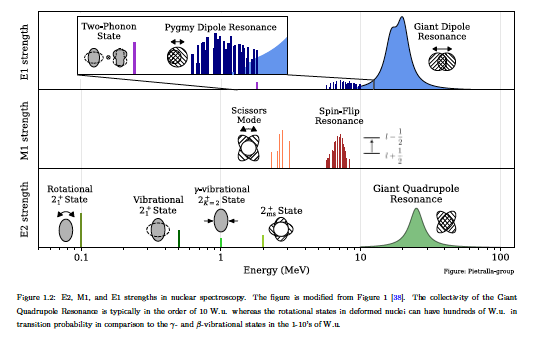 Two-Phonon
State
Pygmy Dipole Resonance
Giant Dipole
Resonance
E1 strength
Scissors
Mode
Spin-Flip
Resonance
ℓ − 1/2
ℓ + 1/2
M1 strength
Rotational
2⁺₁ State
Vibrational
2⁺₁ State
γ-vibrational
2⁺K=2 State
2⁺ms State
Giant Quadrupole
Resonance
E2 strength
0.1 1 10 100
Energy (MeV)
Figure: Pietralla-group
Figure 1.2: E2, M1, and E1 strengths in nuclear spectroscopy. The figure is modified from Figure 1 [38]. The collectivity of the Giant
Quadrupole Resonance is typically in the order of 10 W.u. whereas the rotational states in deformed nuclei can have hundreds of W.u. in
transition probability in comparison to the γ- and β-vibrational states in the 1-10's of W.u.